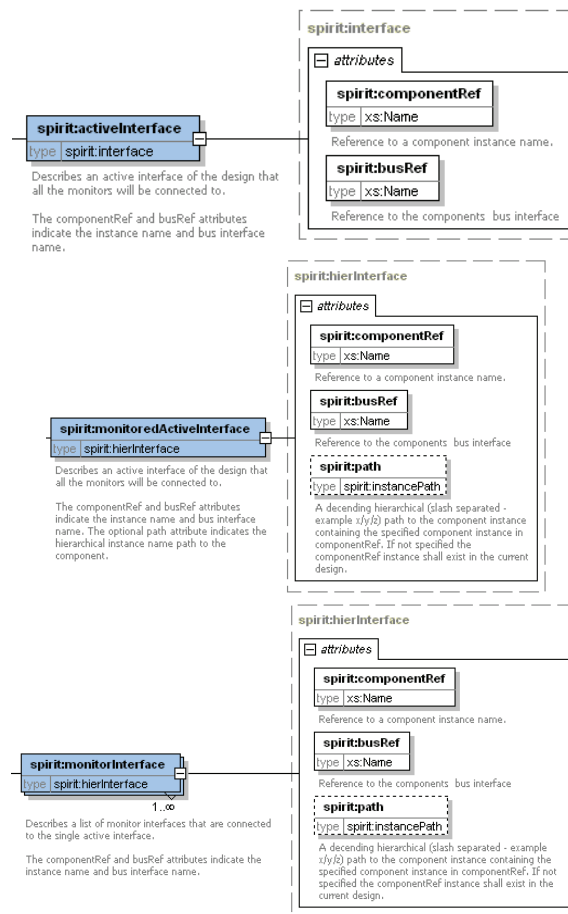 spirit:interface
attributes
spirit:componentRef
type xs:Name
Reference to a component instance name.
spirit:busRef
type xs:Name
Reference to the components bus interface
spirit:activeInterface
type spirit:interface
Describes an active interface of the design that
all the monitors will be connected to.
The componentRef and busRef attributes
indicate the instance name and bus interface
name.
spirit:hierInterface
attributes
spirit:componentRef
type xs:Name
Reference to a component instance name.
spirit:busRef
type xs:Name
Reference to the components bus interface
spirit:path
type spirit:instancePath
A decending hierarchical (slash separated -
example x/y/z) path to the component instance
containing the specified component instance in
componentRef. If not specified the
componentRef instance shall exist in the current
design.
spirit:monitoredActiveInterface
type spirit:hierInterface
Describes an active interface of the design that
all the monitors will be connected to.
The componentRef and busRef attributes
indicate the instance name and bus interface
name. The optional path attribute indicates the
hierarchical instance name path to the
component.
spirit:hierInterface
attributes
spirit:componentRef
type xs:Name
Reference to a component instance name.
spirit:busRef
type xs:Name
Reference to the components bus interface
spirit:path
type spirit:instancePath
A decending hierarchical (slash separated - example
x/y/z) path to the component instance containing the
specified component instance in componentRef. If not
specified the componentRef instance shall exist in the
current design.
spirit:monitorInterface
type spirit:hierInterface
1..∞
Describes a list of monitor interfaces that are connected
to the single active interface.
The componentRef and busRef attributes indicate the
instance name and bus interface name.